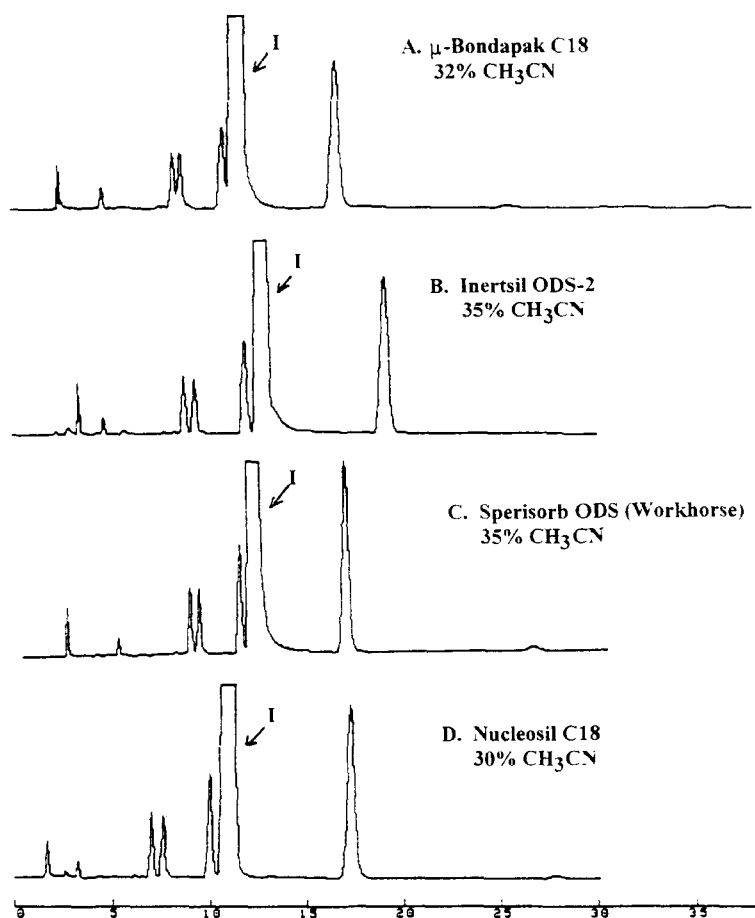 I
A. μ-Bondapak C18
32% CH₃CN
I
B. Inertsil ODS-2
35% CH₃CN
I
C. Sperisorb ODS (Workhorse)
35% CH₃CN
I
D. Nucleosil C18
30% CH₃CN
0 5 10 15 20 25 30 35